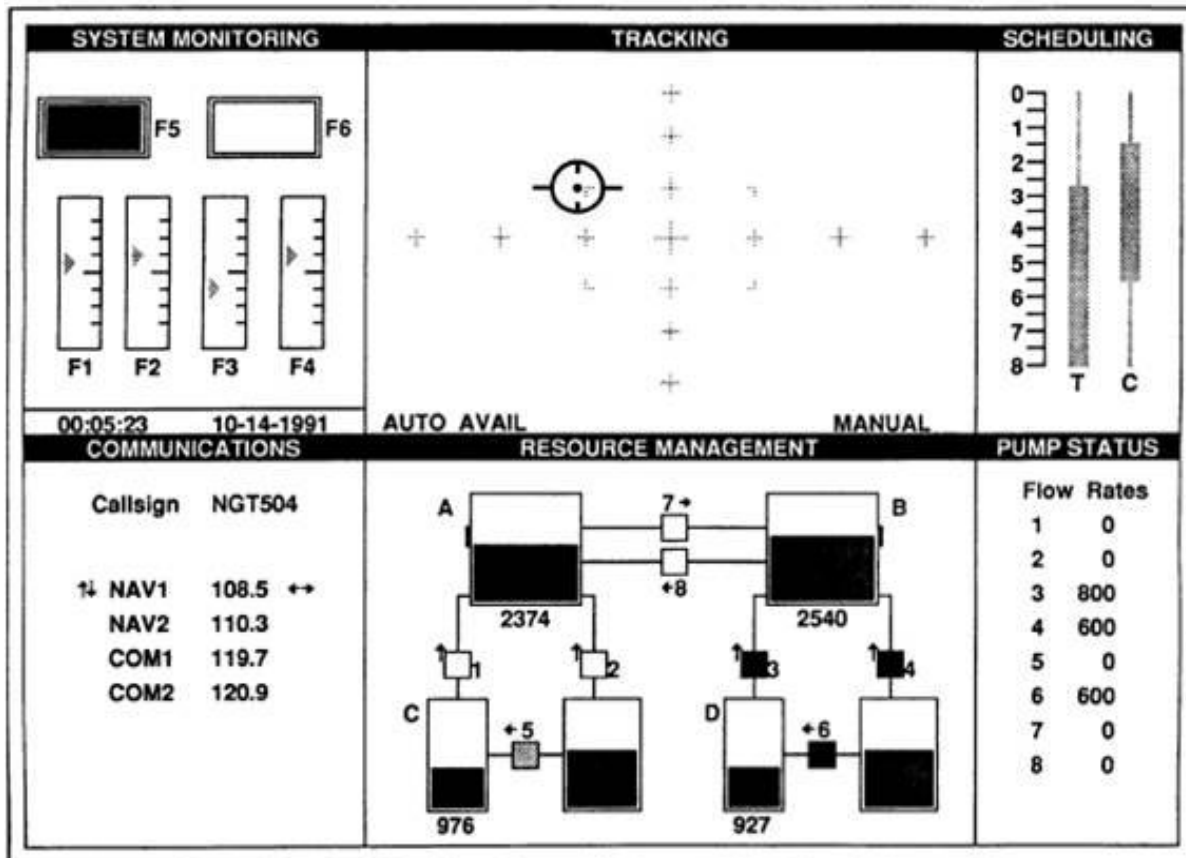 SYSTEM MONITORING
F5
F6
F1 F2 F3 F4
00:05:23 10-14-1991
TRACKING
AUTO AVAIL MANUAL
SCHEDULING
0
1
2
3
4
5
6
7
8
T C
COMMUNICATIONS
Callsign NGT504
↑↓ NAV1 108.5 ↔
NAV2 110.3
COM1 119.7
COM2 120.9
RESOURCE MANAGEMENT
A 7→ B
←8
2374 2540
↑1 ↑2 ↑3 ↑4
C ←5 D ←6
976 927
PUMP STATUS
Flow Rates
1 0
2 0
3 800
4 600
5 0
6 600
7 0
8 0